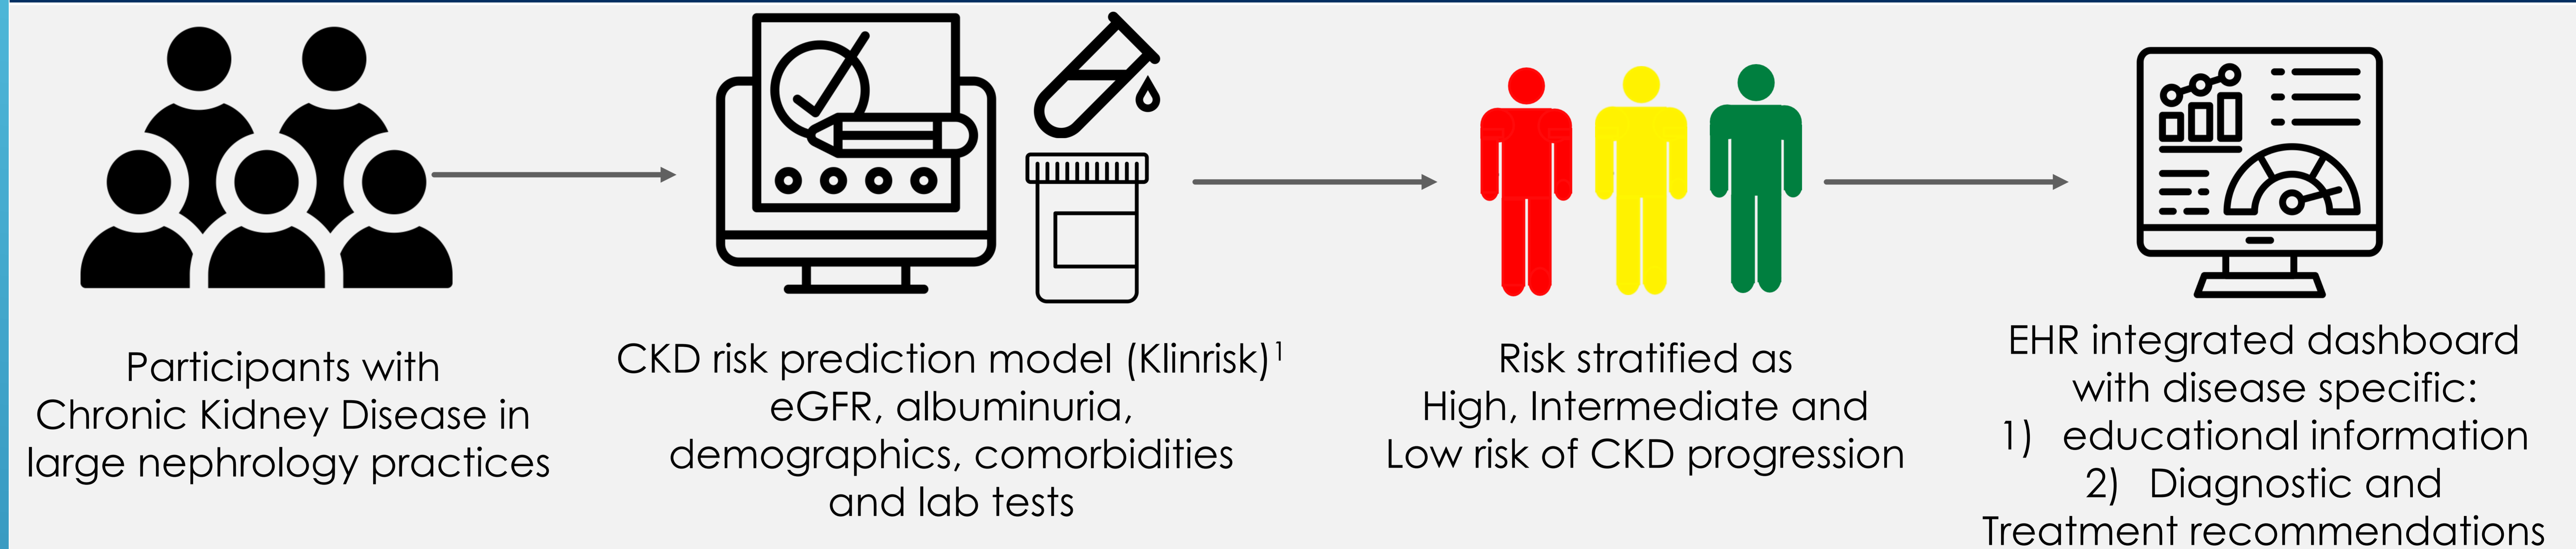 Participants with
Chronic Kidney Disease in
large nephrology practices
CKD risk prediction model (Klinrisk)¹
eGFR, albuminuria,
demographics, comorbidities
and lab tests
Risk stratified as
High, Intermediate and
Low risk of CKD progression
EHR integrated dashboard
with disease specific:
1) educational information
2) Diagnostic and
Treatment recommendations